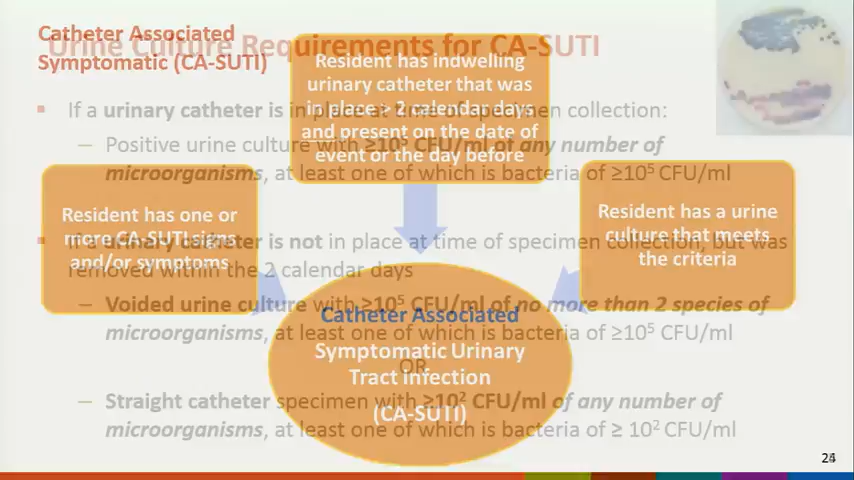 Catheter Associated
Symptomatic (CA-SUTI)
Urine Culture Requirements for CA-SUTI
Resident has indwelling
urinary catheter that was
in place > 2 calendar days
and present on the date of
event or the day before
If a urinary catheter is in place at time of specimen collection:
– Positive urine culture with ≥10⁵ CFU/ml of any number of
microorganisms, at least one of which is bacteria of ≥10⁵ CFU/ml
Resident has one or
more CA-SUTI signs
and/or symptoms
Resident has a urine
culture that meets
the criteria
If a urinary catheter is not in place at time of specimen collection, but was
removed within the 2 calendar days
– Voided urine culture with ≥10⁵ CFU/ml of no more than 2 species of
microorganisms, at least one of which is bacteria of ≥10⁵ CFU/ml
OR
– Straight catheter specimen with ≥10² CFU/ml of any number of
microorganisms, at least one of which is bacteria of ≥ 10² CFU/ml
Catheter Associated
Symptomatic Urinary
Tract Infection
(CA-SUTI)